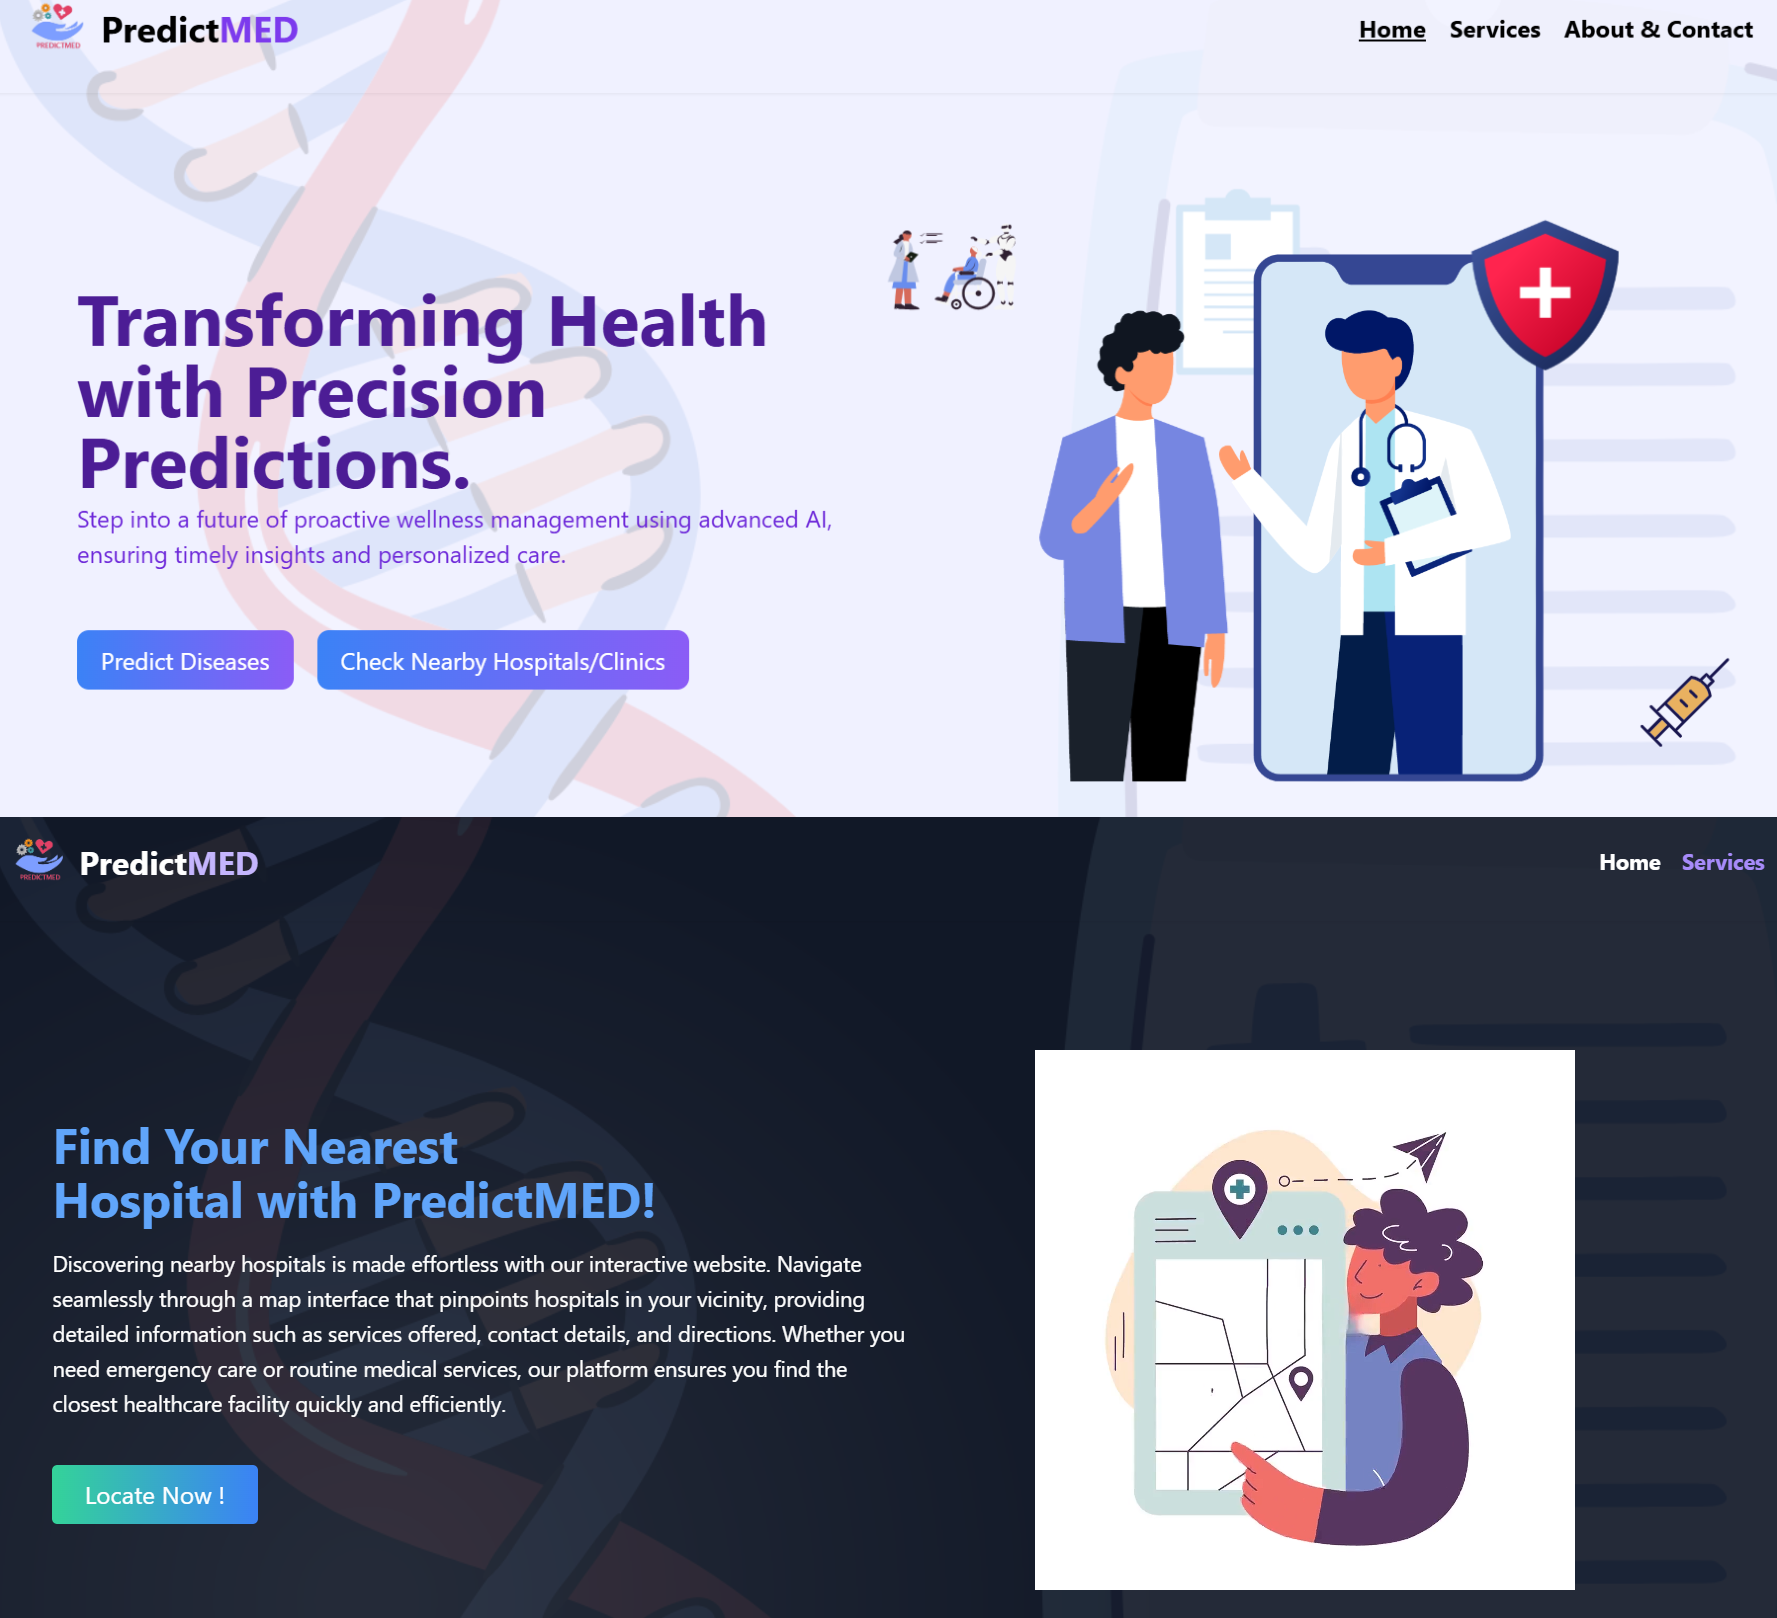 PREDICTMED
PredictMED
Home Services About & Contact
Transforming Health
with Precision
Predictions.
Step into a future of proactive wellness management using advanced AI,
ensuring timely insights and personalized care.
Predict Diseases
Check Nearby Hospitals/Clinics
PREDICTMED
PredictMED
Home Services
Find Your Nearest
Hospital with PredictMED!
Discovering nearby hospitals is made effortless with our interactive website. Navigate
seamlessly through a map interface that pinpoints hospitals in your vicinity, providing
detailed information such as services offered, contact details, and directions. Whether you
need emergency care or routine medical services, our platform ensures you find the
closest healthcare facility quickly and efficiently.
Locate Now !